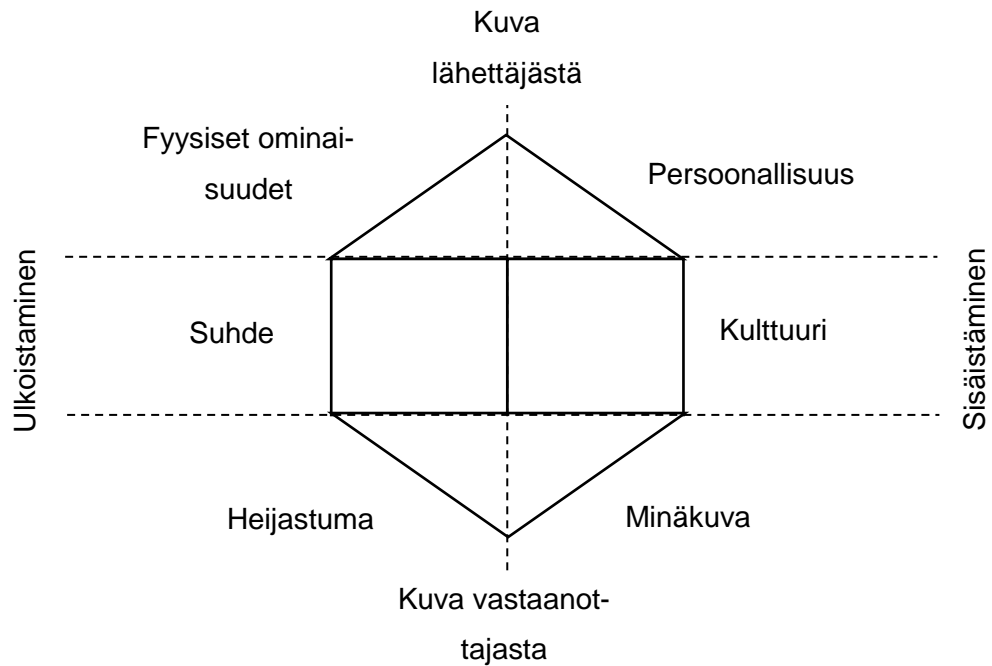 Kuva
lähettäjästä
Fyysiset ominai-
suudet
Persoonallisuus
Ulkoistaminen
Suhde
Kulttuuri
Sisäistäminen
Heijastuma
Minäkuva
Kuva vastaanot-
tajasta